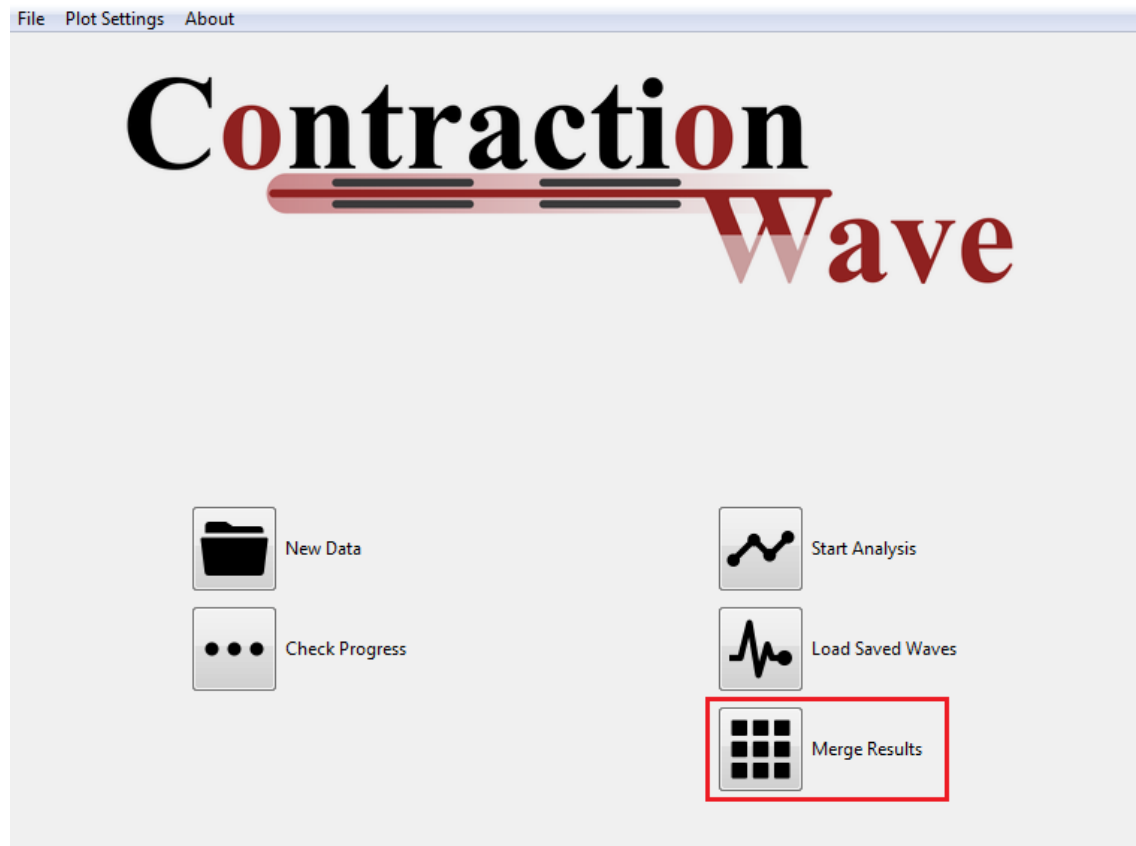 File Plot Settings About
Contraction
Wave
New Data
Start Analysis
Check Progress
Load Saved Waves
Merge Results